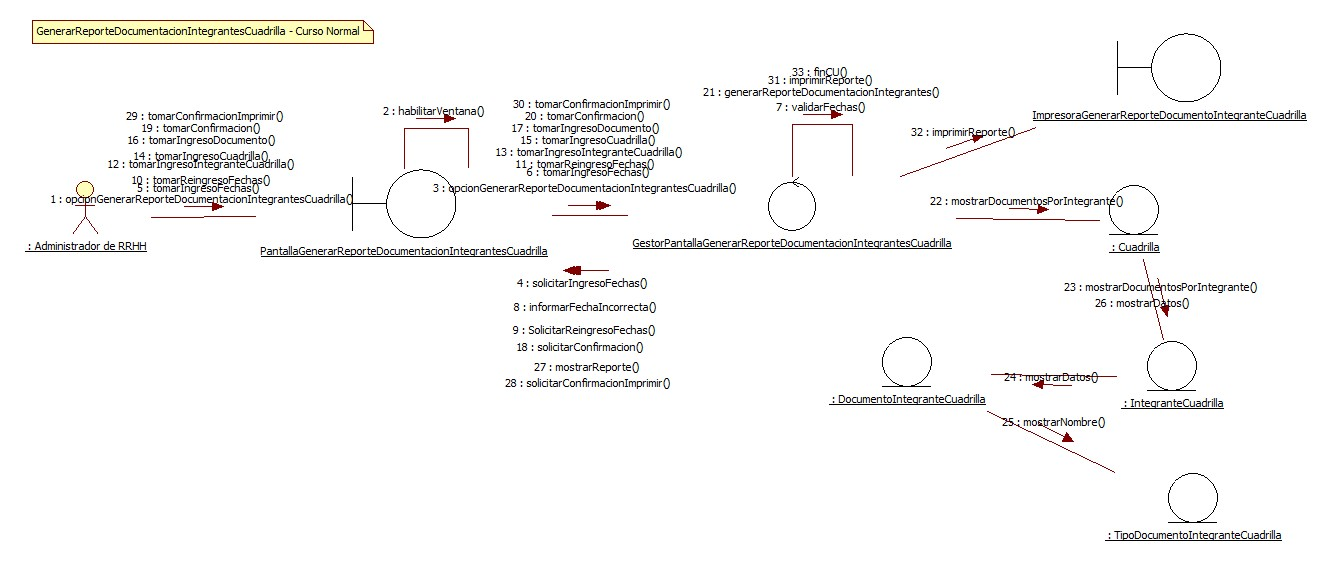 GenerarReporteDocumentacionIntegrantesCuadrilla - Curso Normal
29 : tomarConfirmacionImprimir()
19 : tomarConfirmacion()
16 : tomarIngresoDocumento()
14 : tomarIngresoCuadrilla()
12 : tomarIngresoIntegranteCuadrilla()
10 : tomarReingresoFechas()
5 : tomarIngresoFechas()
1 : opcionGenerarReporteDocumentacionIntegrantesCuadrilla()
: Administrador de RRHH
2 : habilitarVentana()
PantallaGenerarReporteDocumentacionIntegrantesCuadrilla
30 : tomarConfirmacionImprimir()
20 : tomarConfirmacion()
17 : tomarIngresoDocumento()
15 : tomarIngresoCuadrilla()
13 : tomarIngresoIntegranteCuadrilla()
11 : tomarReingresoFechas()
6 : tomarIngresoFechas()
3 : opcionGenerarReporteDocumentacionIntegrantesCuadrilla()
4 : solicitarIngresoFechas()
8 : informarFechaIncorrecta()
9 : SolicitarReingresoFechas()
18 : solicitarConfirmacion()
27 : mostrarReporte()
28 : solicitarConfirmacionImprimir()
33 : finCU()
31 : imprimirReporte()
21 : generarReporteDocumentacionIntegrantes()
7 : validarFechas()
GestorPantallaGenerarReporteDocumentacionIntegrantesCuadrilla
32 : imprimirReporte()
ImpresoraGenerarReporteDocumentoIntegranteCuadrilla
22 : mostrarDocumentosPorIntegrante()
: Cuadrilla
23 : mostrarDocumentosPorIntegrante()
26 : mostrarDatos()
24 : mostrarDatos()
: DocumentoIntegranteCuadrilla
: IntegranteCuadrilla
25 : mostrarNombre()
: TipoDocumentoIntegranteCuadrilla